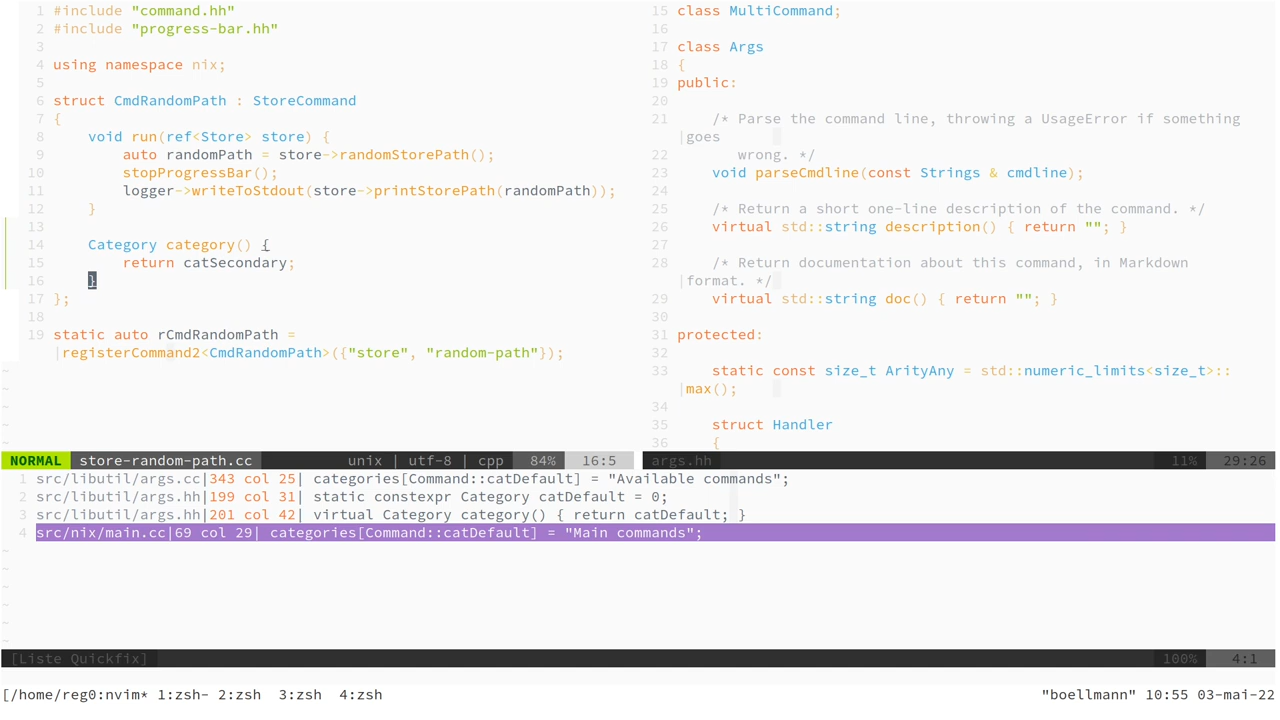 1 #include "command.hh"
2 #include "progress-bar.hh"
3
4 using namespace nix;
5
6 struct CmdRandomPath : StoreCommand
7 {
8     void run(ref<Store> store) {
9         auto randomPath = store->randomStorePath();
10         stopProgressBar();
11         logger->writeToStdout(store->printStorePath(randomPath));
12     }
13
14     Category category() {
15         return catSecondary;
16     }
17 };
18
19 static auto rCmdRandomPath =
|registerCommand2<CmdRandomPath>({"store", "random-path"});
~
~
~
~
~
NORMAL store-random-path.cc unix | utf-8 | cpp 84% 16:5
15 class MultiCommand;
16
17 class Args
18 {
19 public:
20
21     /* Parse the command line, throwing a UsageError if something
|goes
22        wrong. */
23     void parseCmdline(const Strings & cmdline);
24
25     /* Return a short one-line description of the command. */
26     virtual std::string description() { return ""; }
27
28     /* Return documentation about this command, in Markdown
|format. */
29     virtual std::string doc() { return ""; }
30
31 protected:
32
33     static const size_t ArityAny = std::numeric_limits<size_t>::
|max();
34
35     struct Handler
36     {
args.hh 11% 29:26
1 src/libutil/args.cc|343 col 25| categories[Command::catDefault] = "Available commands";
2 src/libutil/args.hh|199 col 31| static constexpr Category catDefault = 0;
3 src/libutil/args.hh|201 col 42| virtual Category category() { return catDefault; }
4 src/nix/main.cc|69 col 29| categories[Command::catDefault] = "Main commands";
~
~
~
~
~
~
[Liste Quickfix] 100% 4:1
[/home/reg0:nvim* 1:zsh- 2:zsh  3:zsh  4:zsh "boellmann" 10:55 03-mai-22